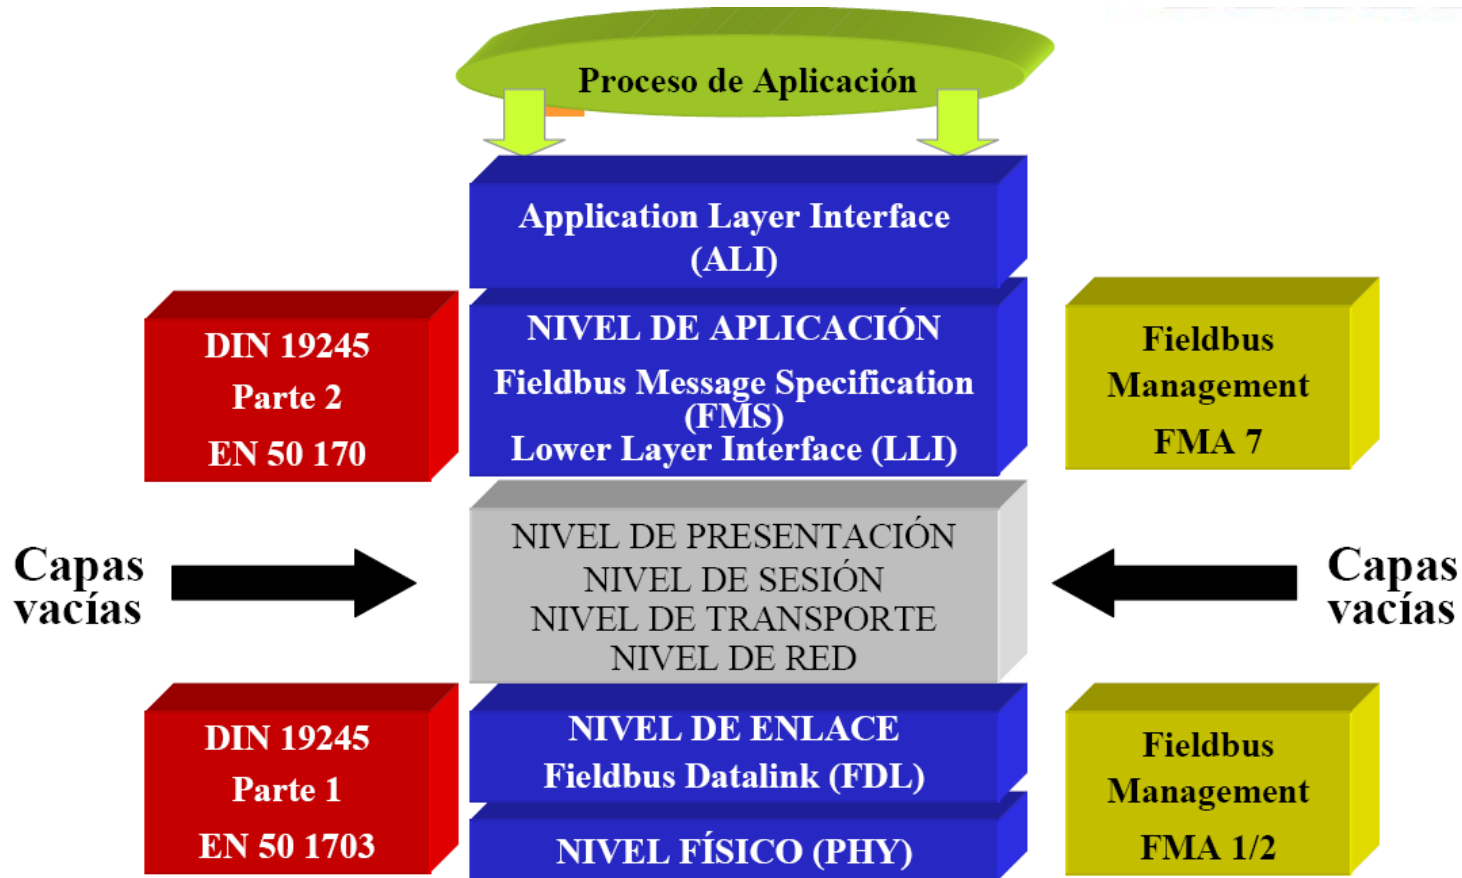 Proceso de Aplicación
Application Layer Interface
(ALI)
DIN 19245
Parte 2
EN 50 170
NIVEL DE APLICACIÓN
Fieldbus Message Specification
(FMS)
Lower Layer Interface (LLI)
Fieldbus
Management
FMA 7
Capas
vacías
NIVEL DE PRESENTACIÓN
NIVEL DE SESIÓN
NIVEL DE TRANSPORTE
NIVEL DE RED
Capas
vacías
DIN 19245
Parte 1
EN 50 1703
NIVEL DE ENLACE
Fieldbus Datalink (FDL)
NIVEL FÍSICO (PHY)
Fieldbus
Management
FMA 1/2